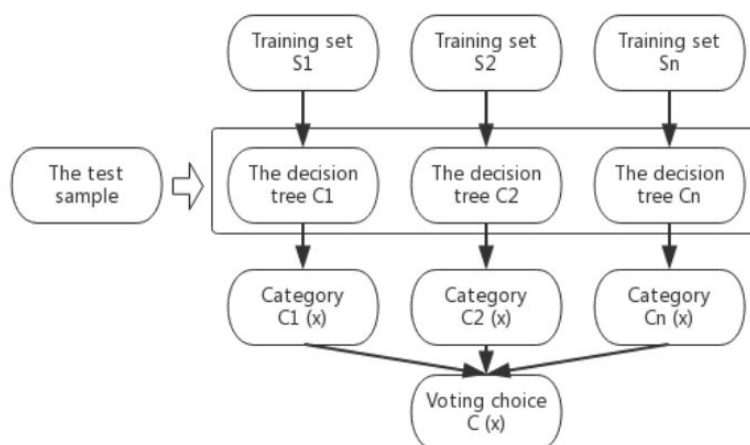 Training set
S1
Training set
S2
Training set
Sn
The test
sample
The decision
tree C1
The decision
tree C2
The decision
tree Cn
Category
C1 (x)
Category
C2 (x)
Category
Cn (x)
Voting choice
C (x)